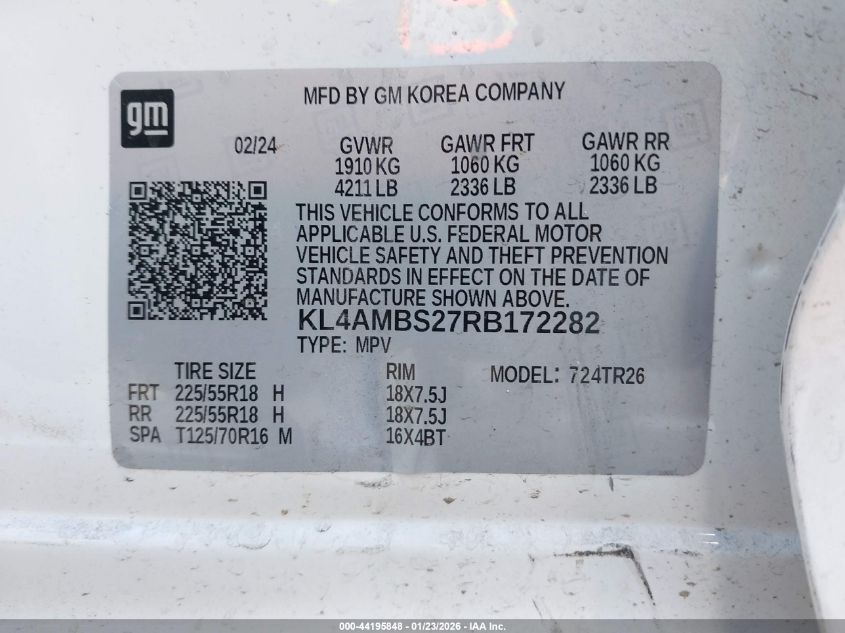 gm
MFD BY GM KOREA COMPANY
02/24 GVWR GAWR FRT GAWR RR
1910 KG 1060 KG 1060 KG
4211 LB 2336 LB 2336 LB
THIS VEHICLE CONFORMS TO ALL
APPLICABLE U.S. FEDERAL MOTOR
VEHICLE SAFETY AND THEFT PREVENTION
STANDARDS IN EFFECT ON THE DATE OF
MANUFACTURE SHOWN ABOVE.
KL4AMBS27RB172282
TYPE: MPV
TIRE SIZE RIM MODEL: 724TR26
FRT 225/55R18 H 18X7.5J
RR 225/55R18 H 18X7.5J
SPA T125/70R16 M 16X4BT
000-44195848 - 01/23/2026 - IAA Inc.